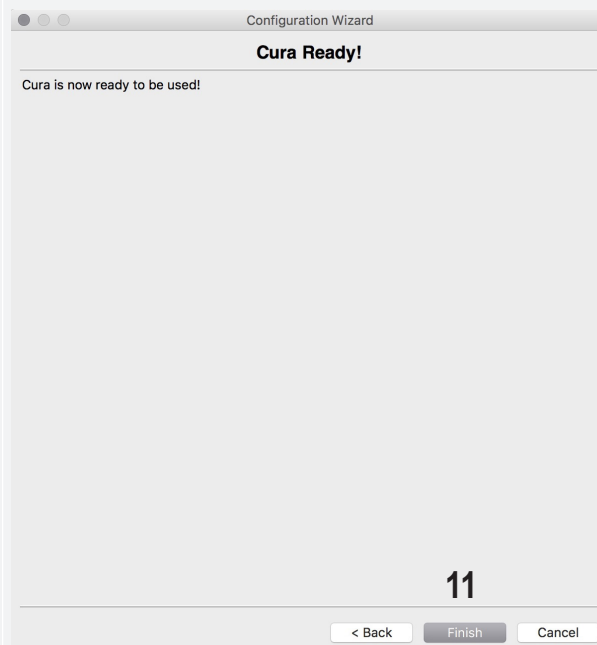 Configuration Wizard
Cura Ready!
Cura is now ready to be used!
11
< Back Finish Cancel